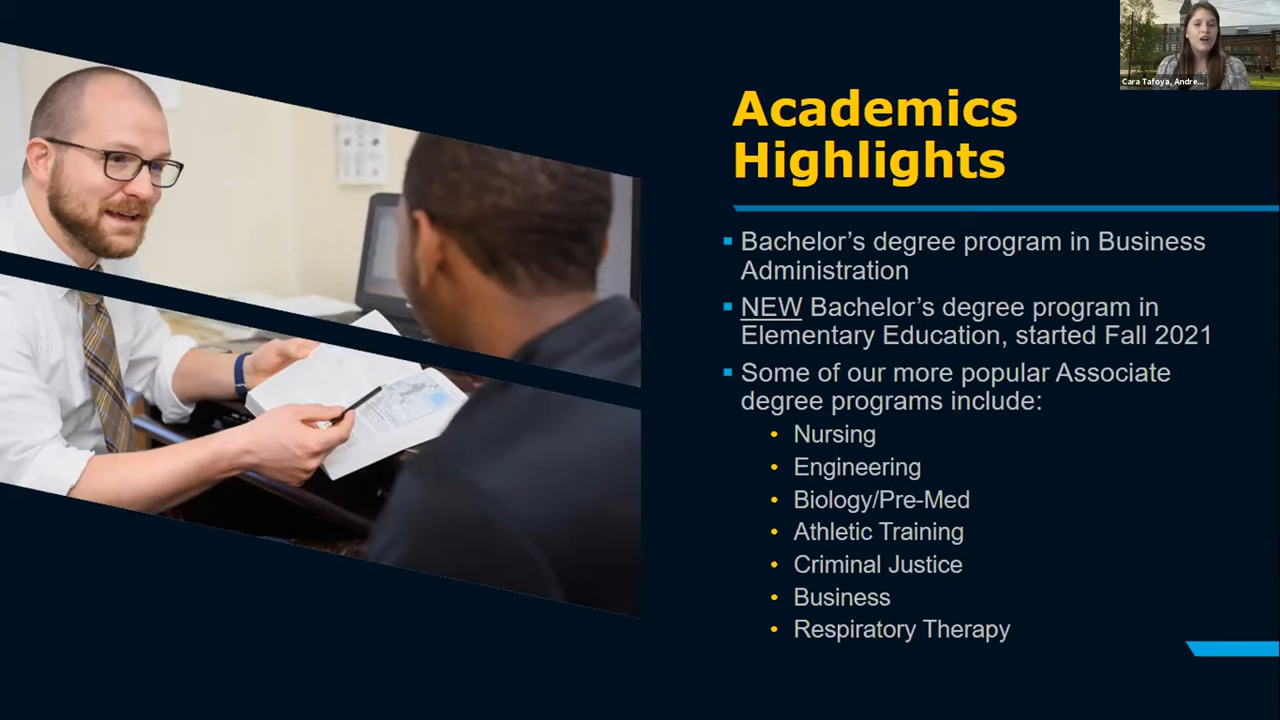 Cara Tafoya, Andre...
Academics
Highlights
Bachelor’s degree program in Business
Administration
NEW Bachelor’s degree program in
Elementary Education, started Fall 2021
Some of our more popular Associate
degree programs include:
Nursing
Engineering
Biology/Pre-Med
Athletic Training
Criminal Justice
Business
Respiratory Therapy